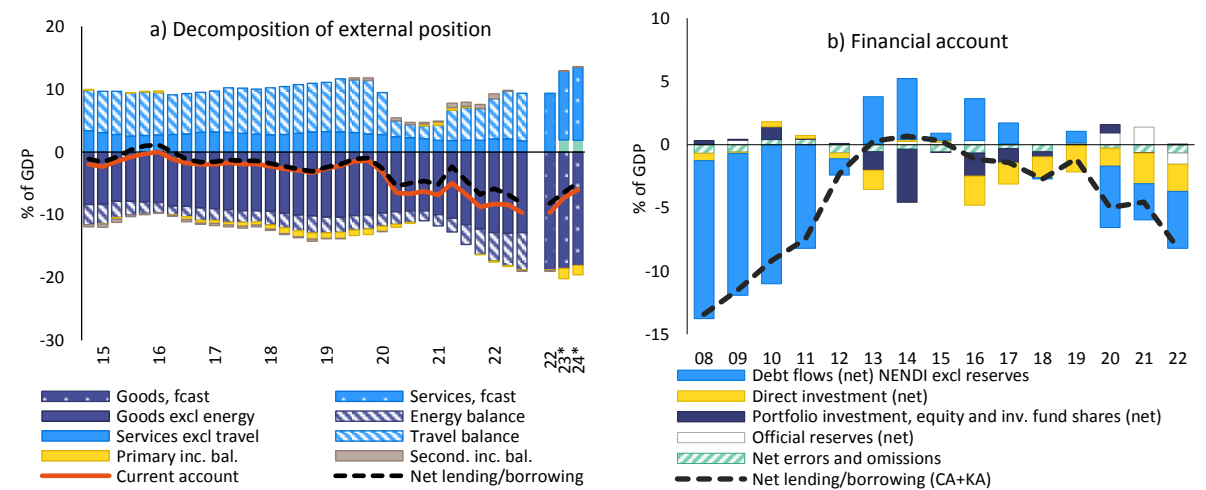 a) Decomposition of external position
% of GDP
20
10
0
-10
-20
-30
15
16
17
18
19
20
21
22
22
23*
24*
Goods, fcast
Services, fcast
Goods excl energy
Energy balance
Services excl travel
Travel balance
Primary inc. bal.
Second. inc. bal.
Current account
Net lending/borrowing
b) Financial account
% of GDP
10
5
0
-5
-10
-15
08 09 10 11 12 13 14 15 16 17 18 19 20 21 22
Debt flows (net) NENDI excl reserves
Direct investment (net)
Portfolio investment, equity and inv. fund shares (net)
Official reserves (net)
Net errors and omissions
Net lending/borrowing (CA+KA)